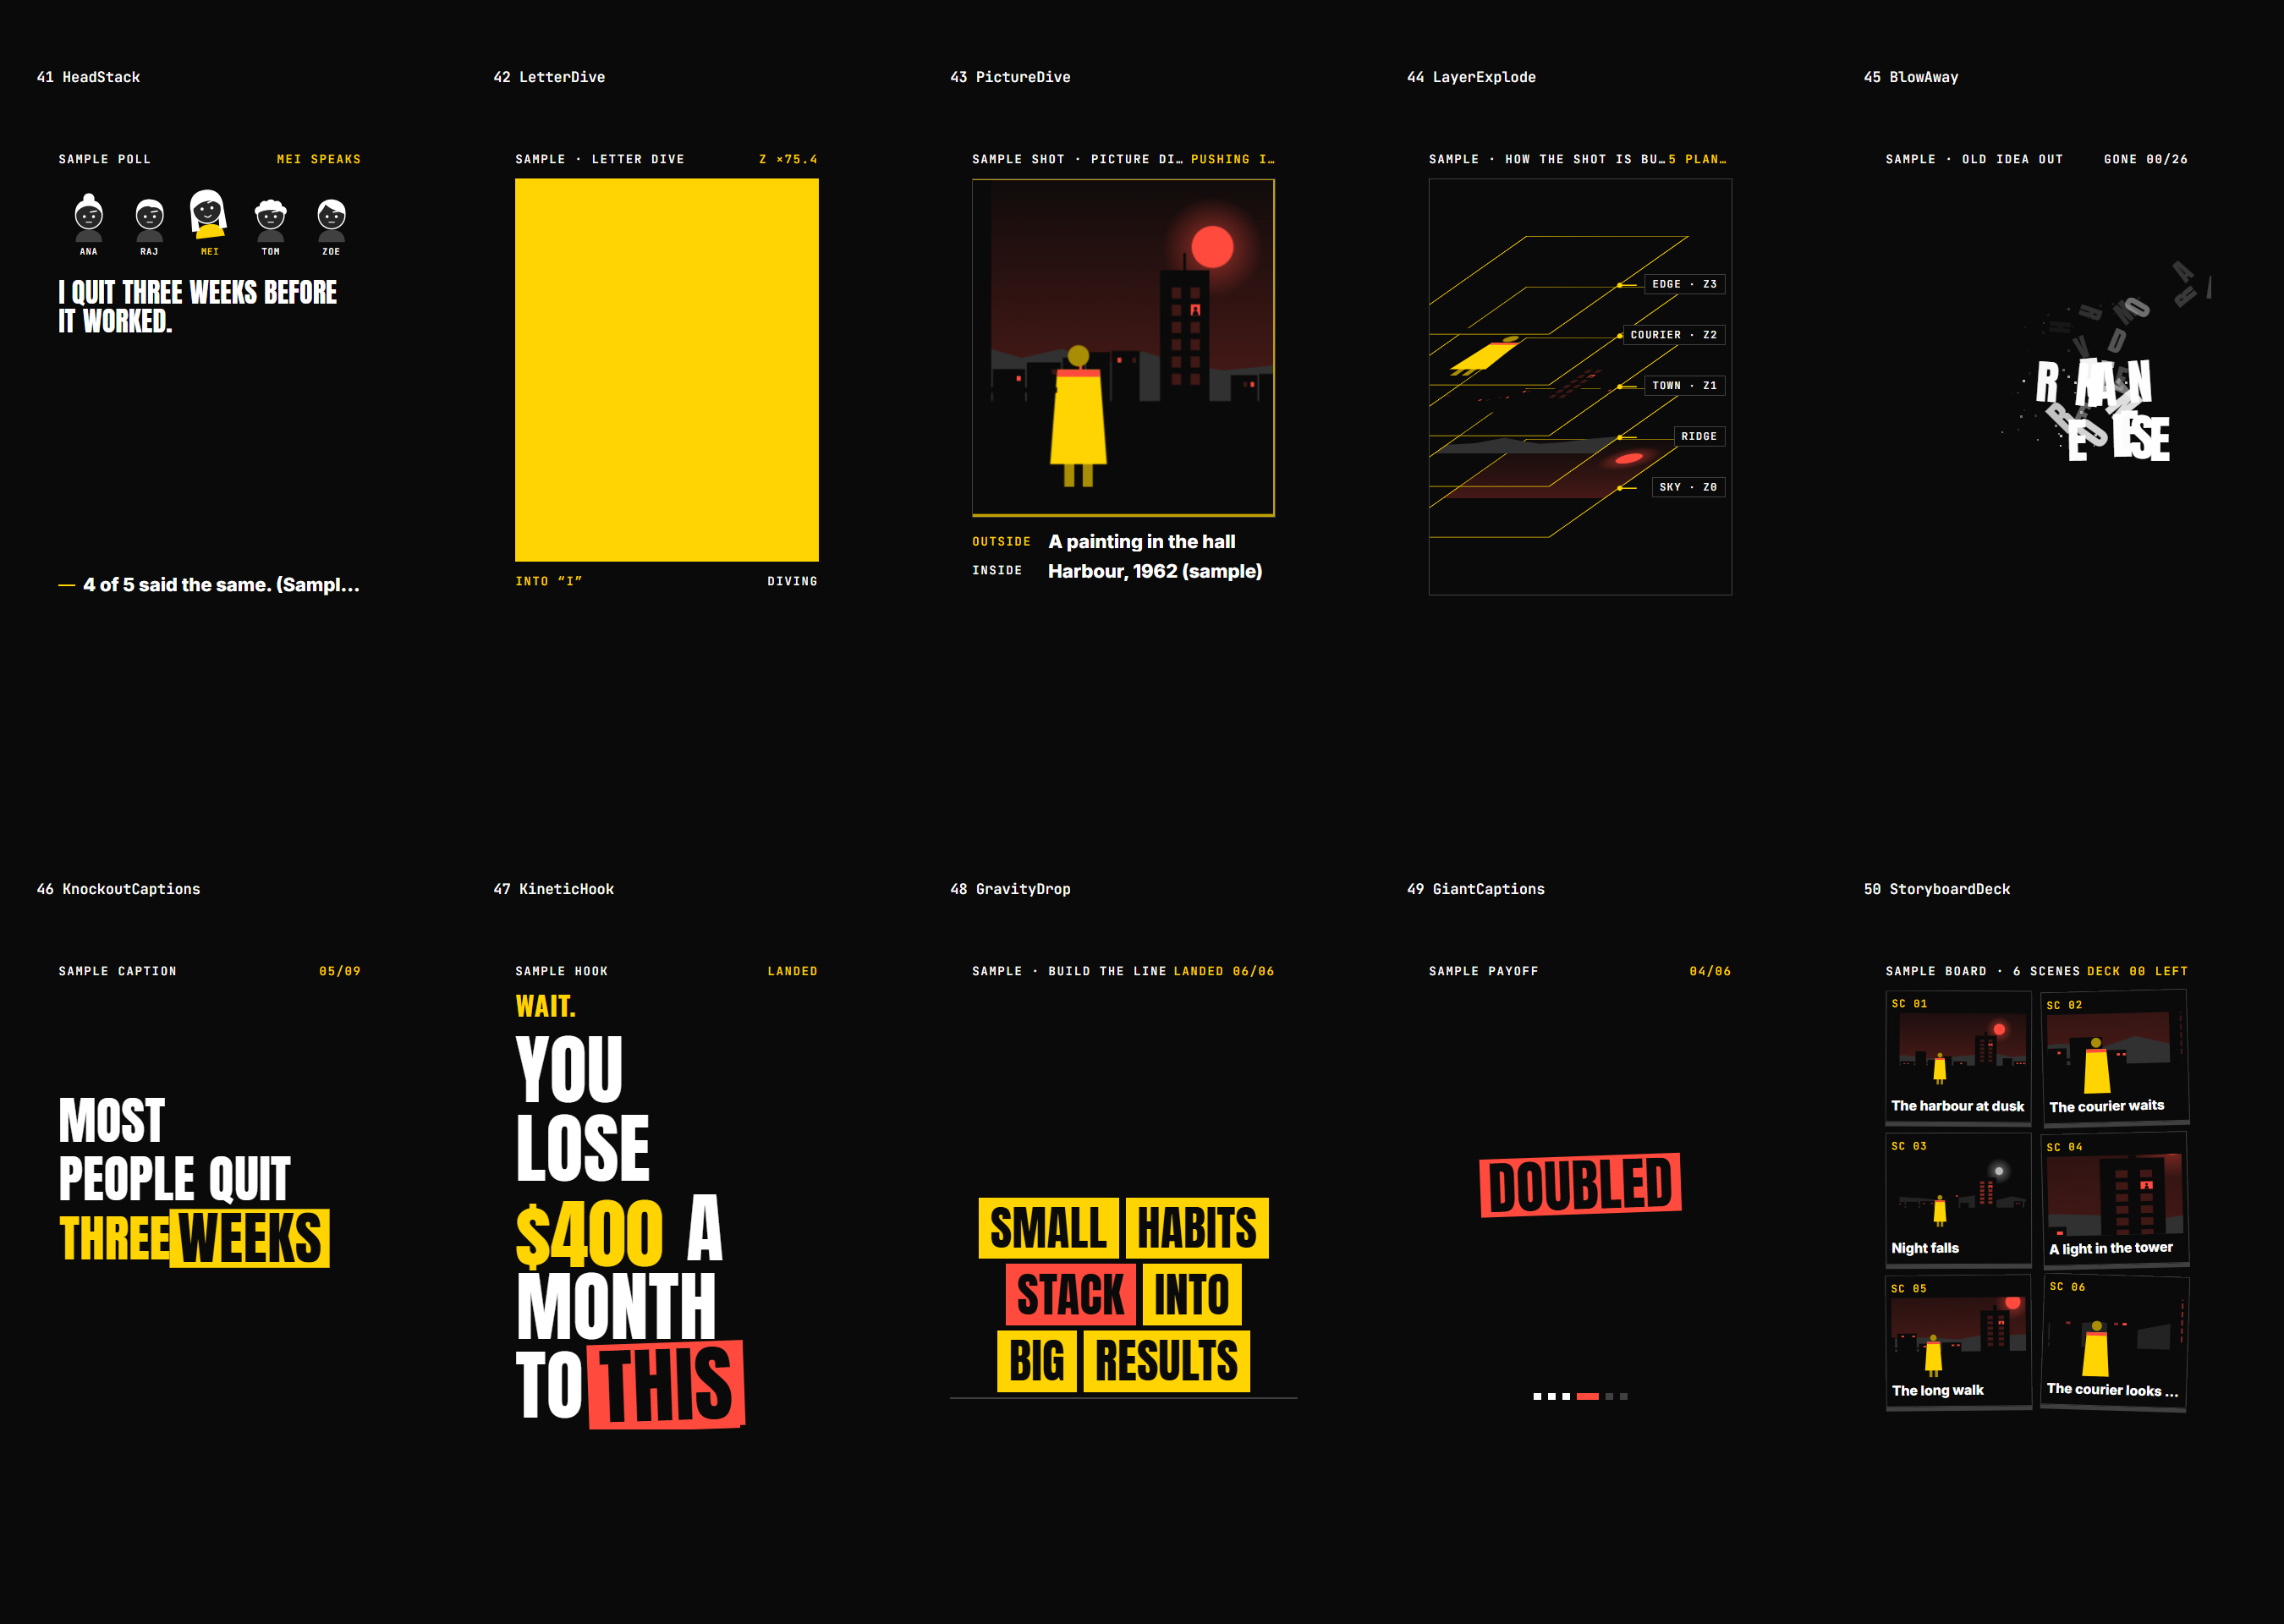 41 HeadStack
SAMPLE POLL
MEI SPEAKS
ANA
RAJ
MEI
TOM
ZOE
I QUIT THREE WEEKS BEFORE
IT WORKED.
— 4 of 5 said the same. (Sampl...
42 LetterDive
SAMPLE · LETTER DIVE
Z ×75.4
INTO “I”
DIVING
43 PictureDive
SAMPLE SHOT · PICTURE DI…
PUSHING I…
OUTSIDE
A painting in the hall
INSIDE
Harbour, 1962 (sample)
44 LayerExplode
SAMPLE · HOW THE SHOT IS BU…
5 PLAN…
EDGE · Z3
COURIER · Z2
TOWN · Z1
RIDGE
SKY · Z0
45 BlowAway
SAMPLE · OLD IDEA OUT
GONE 00/26
46 KnockoutCaptions
SAMPLE CAPTION
05/09
MOST
PEOPLE QUIT
THREE WEEKS
47 KineticHook
SAMPLE HOOK
LANDED
WAIT.
YOU
LOSE
$400 A
MONTH
TO THIS
48 GravityDrop
SAMPLE · BUILD THE LINE
LANDED 06/06
SMALL HABITS
STACK INTO
BIG RESULTS
49 GiantCaptions
SAMPLE PAYOFF
04/06
DOUBLED
50 StoryboardDeck
SAMPLE BOARD · 6 SCENES
DECK 00 LEFT
SC 01
The harbour at dusk
SC 02
The courier waits
SC 03
Night falls
SC 04
A light in the tower
SC 05
The long walk
SC 06
The courier looks ...